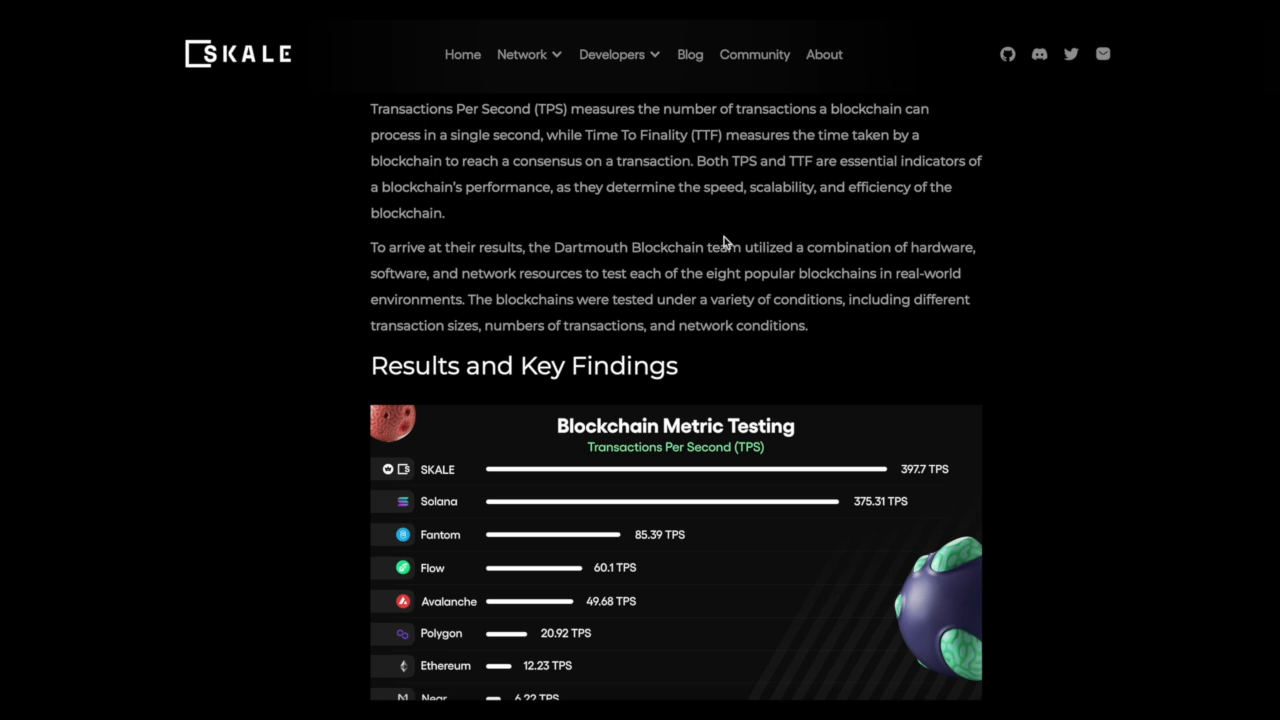 SKALE
Home Network Developers Blog Community About
Transactions Per Second (TPS) measures the number of transactions a blockchain can
process in a single second, while Time To Finality (TTF) measures the time taken by a
blockchain to reach a consensus on a transaction. Both TPS and TTF are essential indicators of
a blockchain's performance, as they determine the speed, scalability, and efficiency of the
blockchain.
To arrive at their results, the Dartmouth Blockchain team utilized a combination of hardware,
software, and network resources to test each of the eight popular blockchains in real-world
environments. The blockchains were tested under a variety of conditions, including different
transaction sizes, numbers of transactions, and network conditions.
Results and Key Findings
Blockchain Metric Testing
Transactions Per Second (TPS)
SKALE 397.7 TPS
Solana 375.31 TPS
Fantom 85.39 TPS
Flow 60.1 TPS
Avalanche 49.68 TPS
Polygon 20.92 TPS
Ethereum 12.23 TPS
Near 6.22 TPS